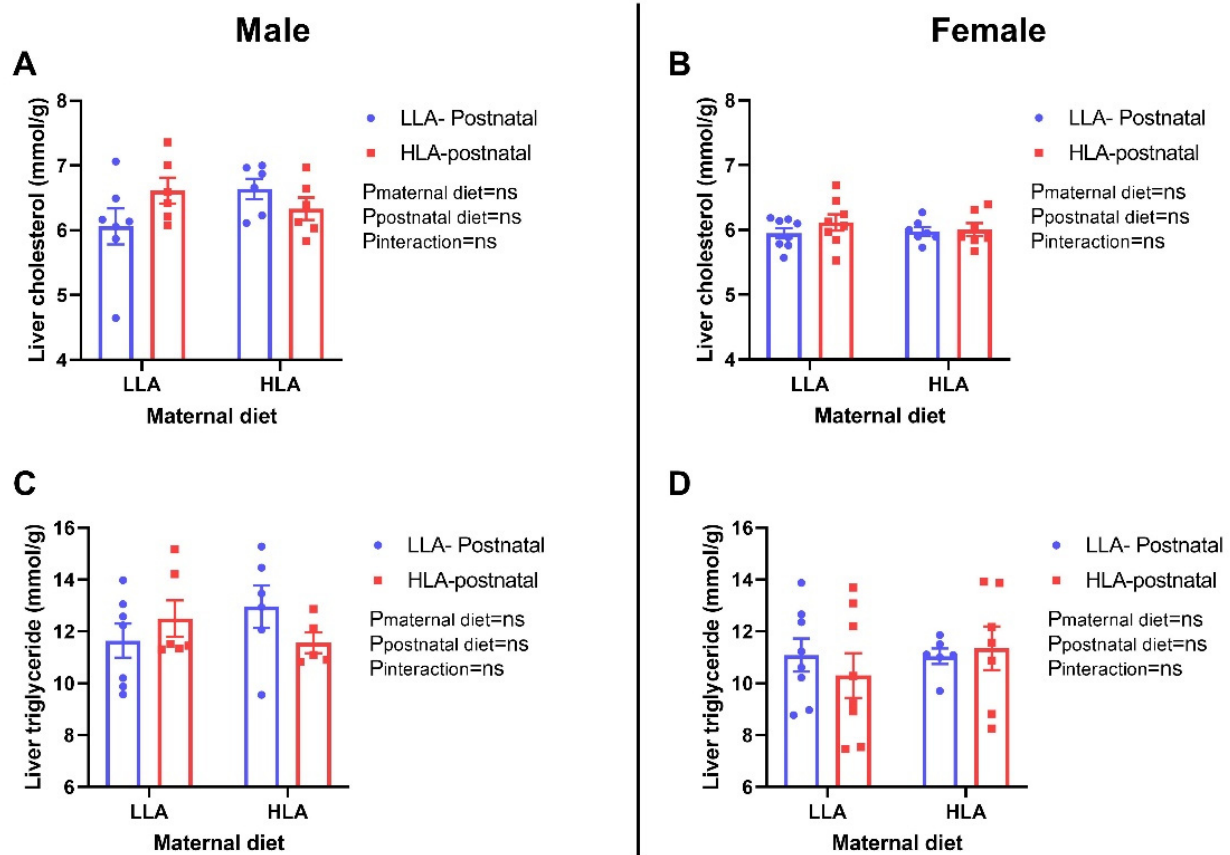 Male
Female
A
Liver cholesterol (mmol/g)
8
7
6
5
4
LLA
HLA
Maternal diet
LLA- Postnatal
HLA-postnatal
Pmaternal diet=ns
Ppostnatal diet=ns
Pinteraction=ns
B
Liver cholesterol (mmol/g)
8
7
6
5
4
LLA
HLA
Maternal diet
LLA- Postnatal
HLA-postnatal
Pmaternal diet=ns
Ppostnatal diet=ns
Pinteraction=ns
C
Liver triglyceride (mmol/g)
16
14
12
10
8
6
LLA
HLA
Maternal diet
LLA- Postnatal
HLA-postnatal
Pmaternal diet=ns
Ppostnatal diet=ns
Pinteraction=ns
D
Liver triglyceride (mmol/g)
16
14
12
10
8
6
LLA
HLA
Maternal diet
LLA- Postnatal
HLA-postnatal
Pmaternal diet=ns
Ppostnatal diet=ns
Pinteraction=ns